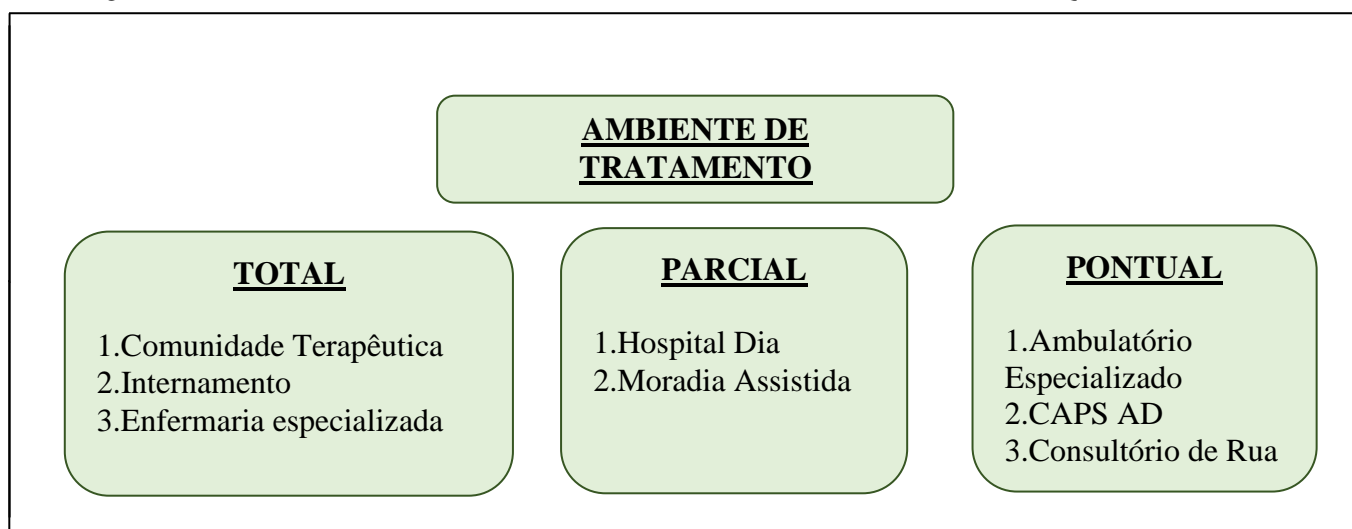 AMBIENTE DE
TRATAMENTO
TOTAL
1.Comunidade Terapêutica
2.Internamento
3.Enfermaria especializada
PARCIAL
1.Hospital Dia
2.Moradia Assistida
PONTUAL
1.Ambulatório
Especializado
2.CAPS AD
3.Consultório de Rua